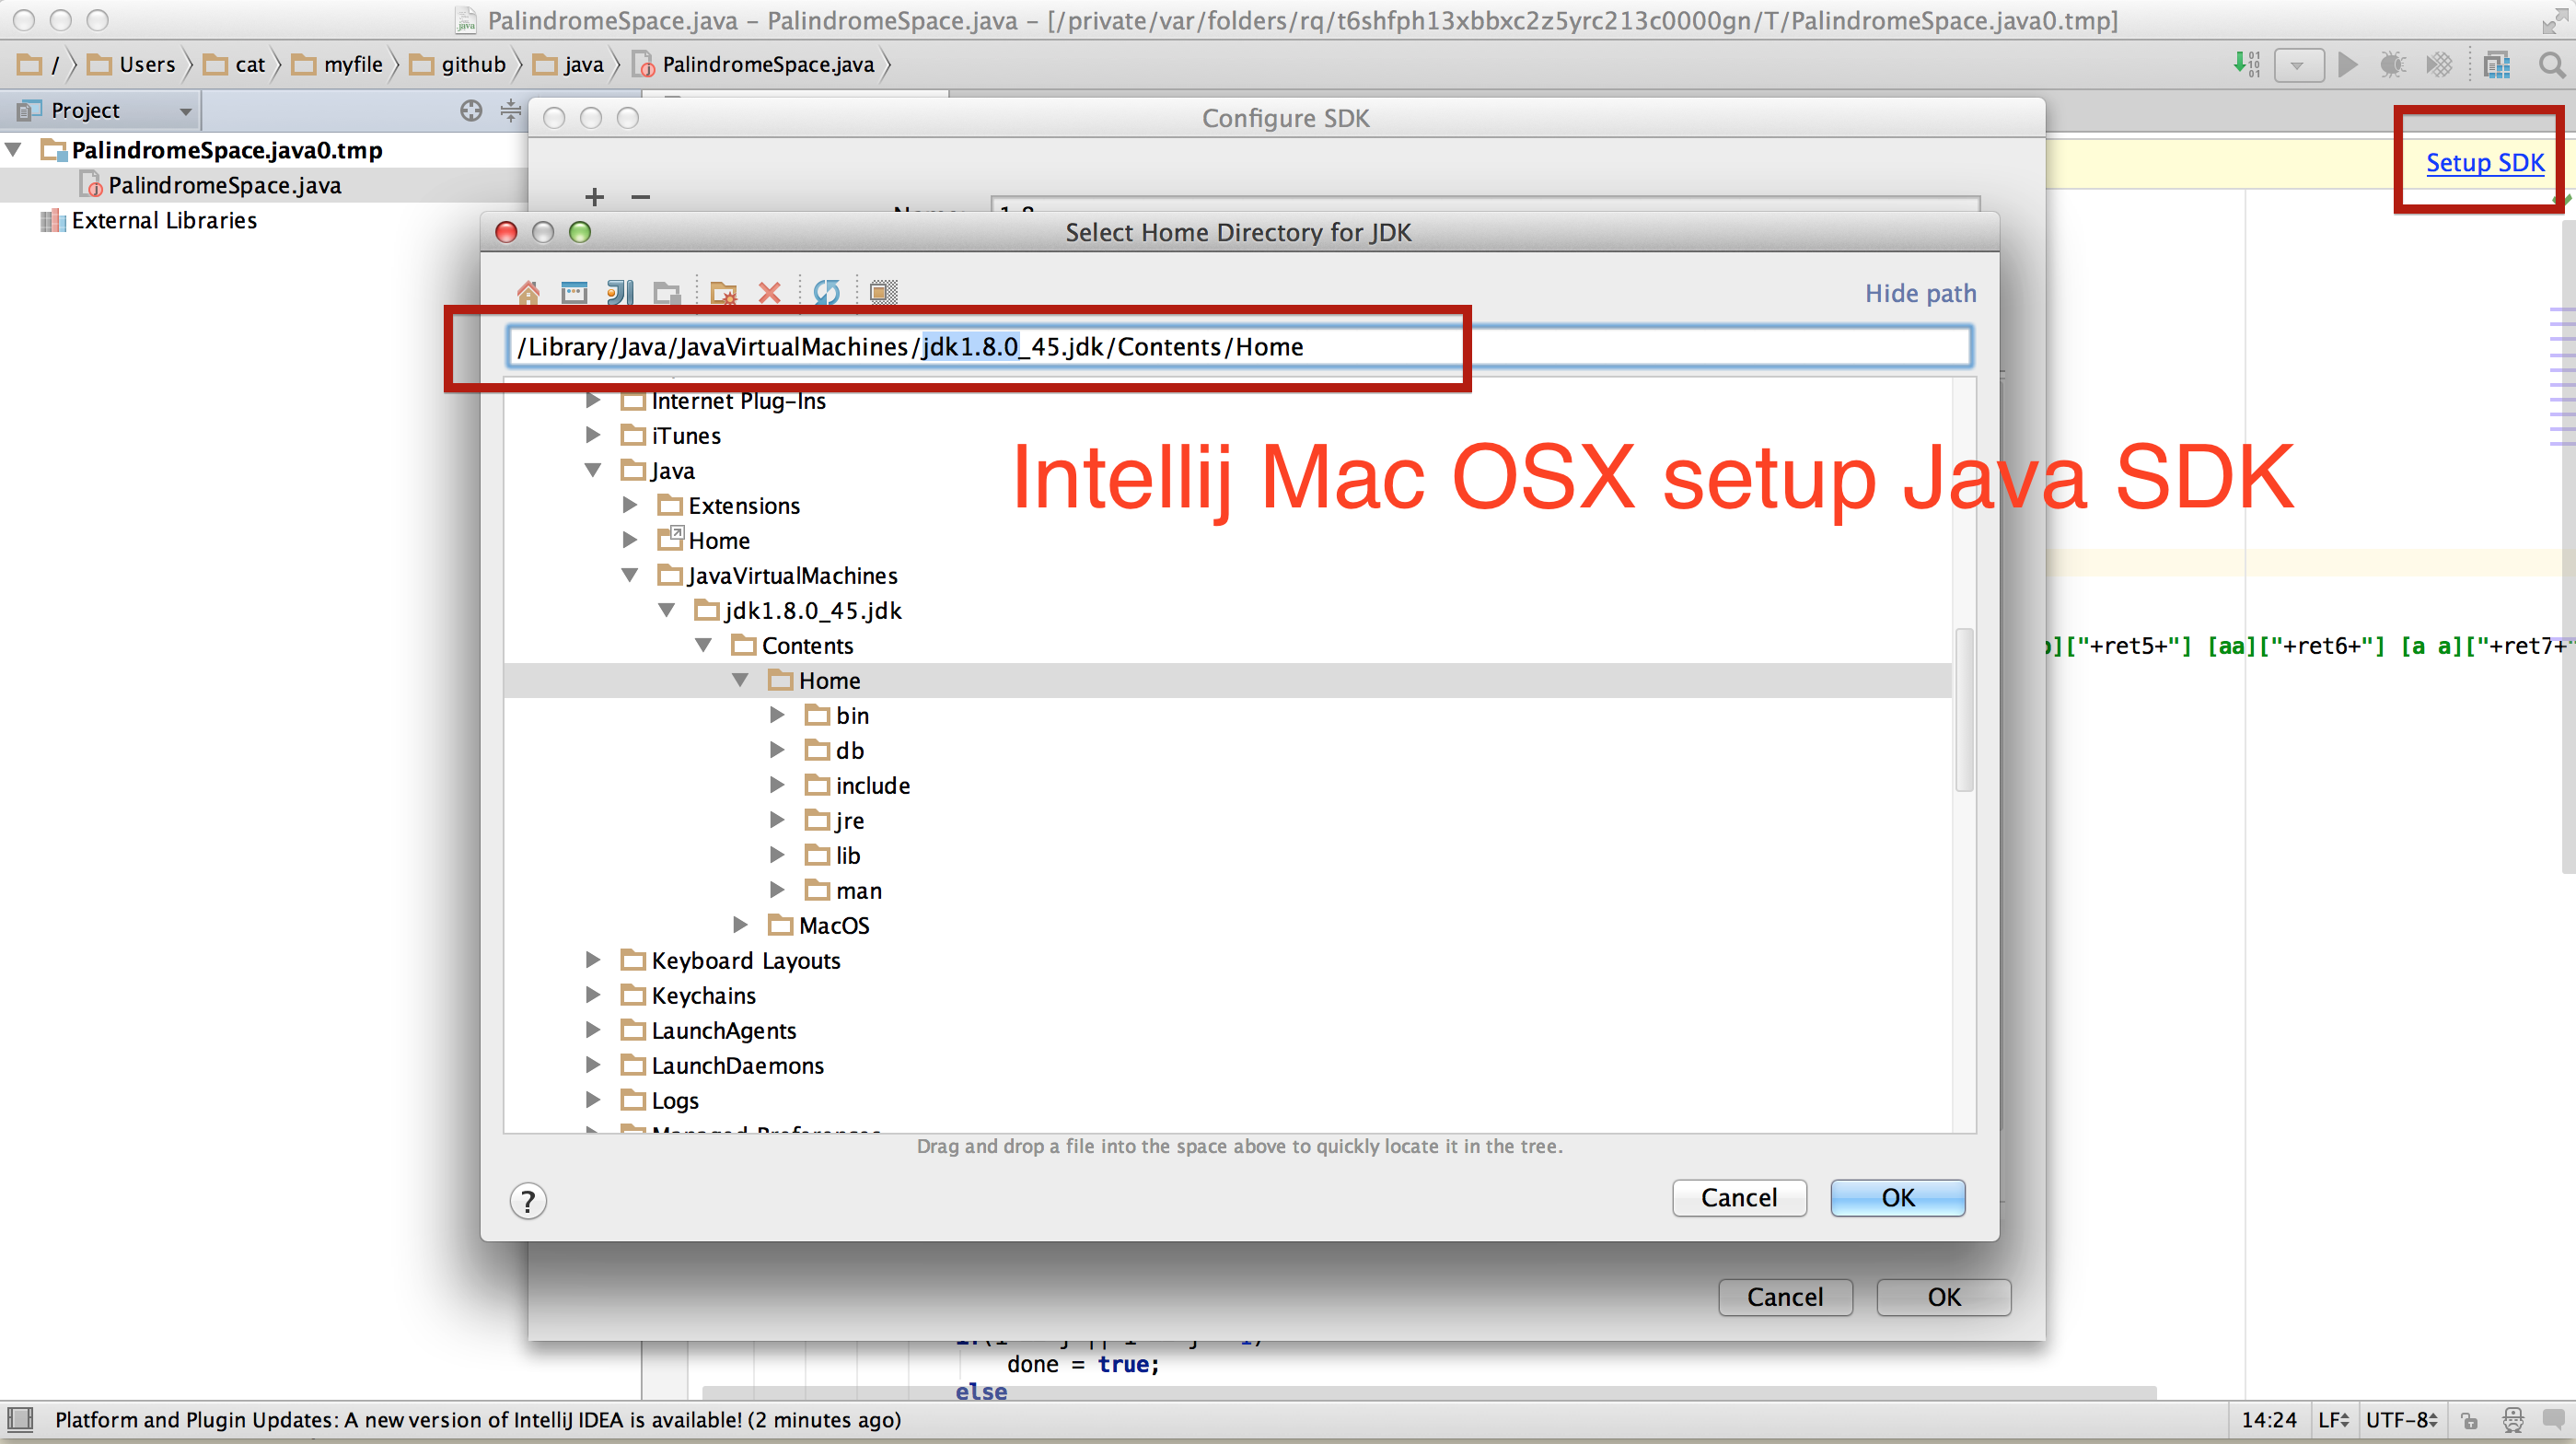 PalindromeSpace.java – PalindromeSpace.java – [/private/var/folders/rq/t6shfph13xbbxc2z5yrc213c0000gn/T/PalindromeSpace.java0.tmp]
/ Users cat myfile github java PalindromeSpace.java
Project
Configure SDK
PalindromeSpace.java0.tmp
Setup SDK
PalindromeSpace.java
External Libraries
Select Home Directory for JDK
Hide path
/Library/Java/JavaVirtualMachines/jdk1.8.0_45.jdk/Contents/Home
Internet Plug-Ins
iTunes
Java
Intellij Mac OSX setup Java SDK
Extensions
Home
JavaVirtualMachines
jdk1.8.0_45.jdk
Contents
["+ret5+"] [aa]["+ret6+"] [a a]["+ret7+"
Home
bin
db
include
jre
lib
man
MacOS
Keyboard Layouts
Keychains
LaunchAgents
LaunchDaemons
Logs
Drag and drop a file into the space above to quickly locate it in the tree.
? Cancel OK
Cancel OK
done = true;
else
Platform and Plugin Updates: A new version of IntelliJ IDEA is available! (2 minutes ago) 14:24 LF UTF-8